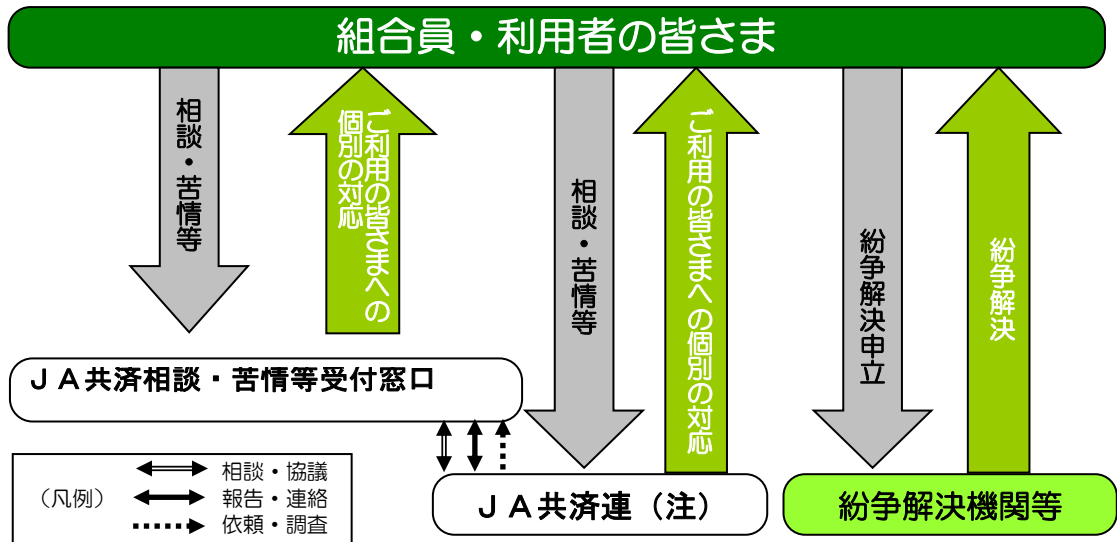 組合員・利用者の皆さま
相談・苦情等
ご利用の皆さまへの
個別の対応
相談・苦情等
ご利用の皆さまへの個別の対応
紛争解決申立
紛争解決
ＪＡ共済相談・苦情等受付窓口
ＪＡ共済連（注）
紛争解決機関等
（凡例）
相談・協議
報告・連絡
依頼・調査